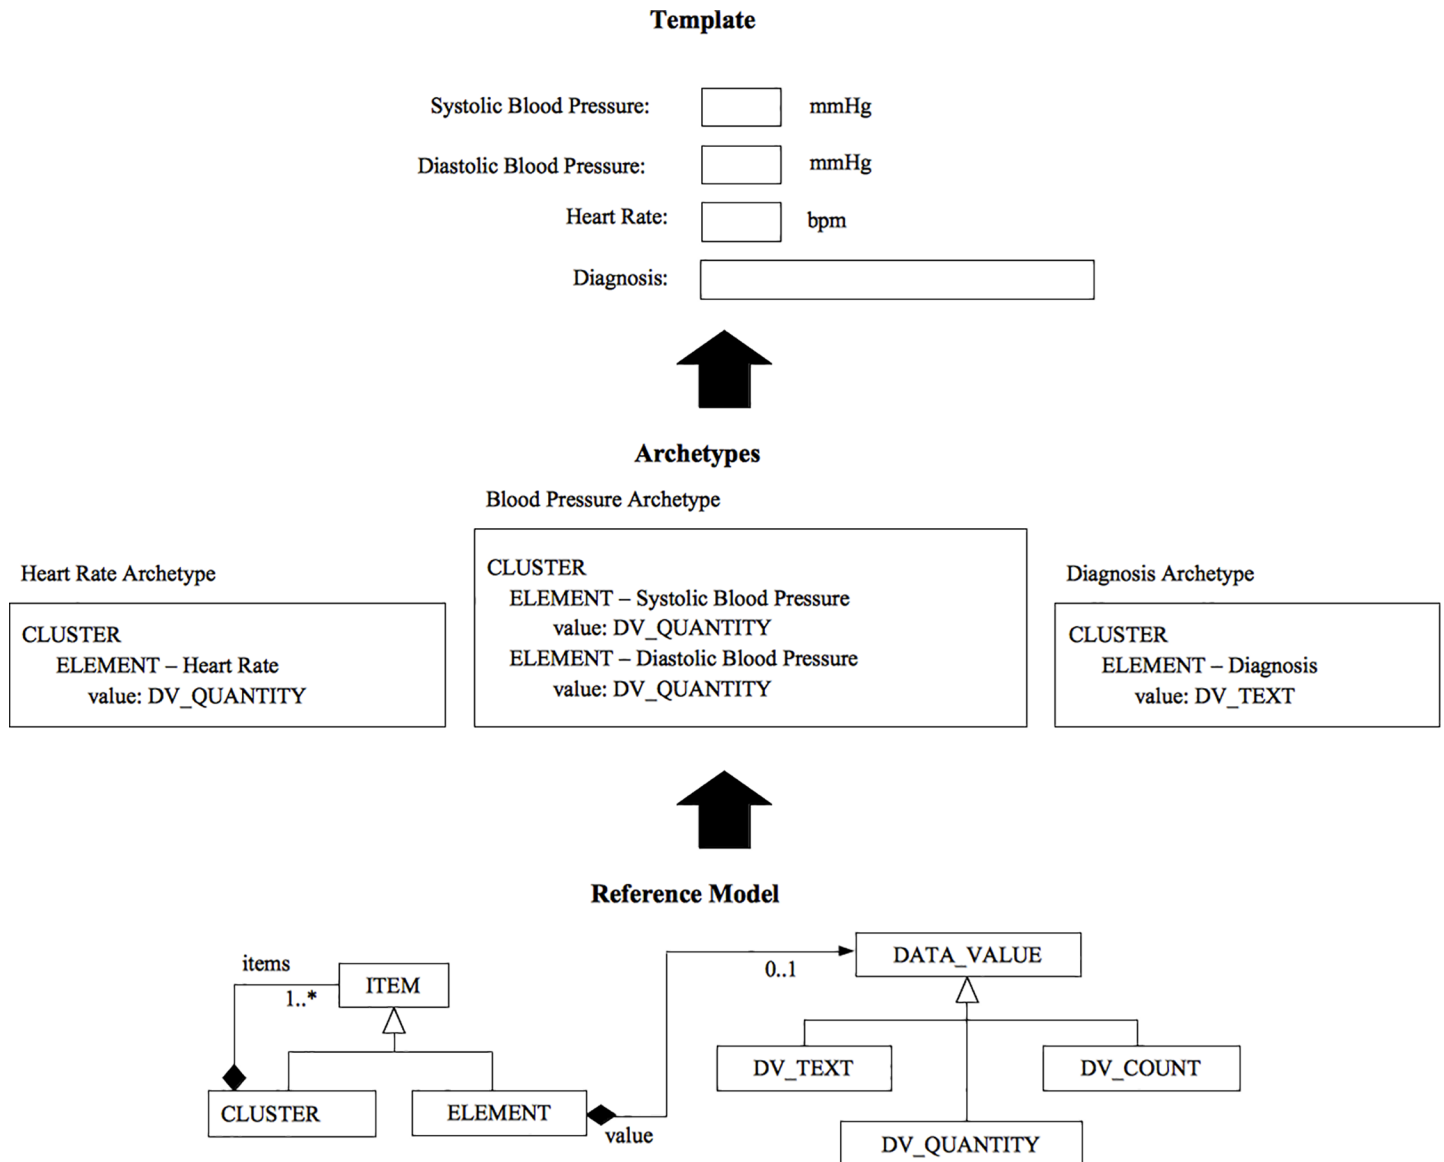 Template
Systolic Blood Pressure: mmHg
Diastolic Blood Pressure: mmHg
Heart Rate: bpm
Diagnosis:
Archetypes
Blood Pressure Archetype
CLUSTER
ELEMENT – Systolic Blood Pressure
value: DV_QUANTITY
ELEMENT – Diastolic Blood Pressure
value: DV_QUANTITY
Heart Rate Archetype
CLUSTER
ELEMENT – Heart Rate
value: DV_QUANTITY
Diagnosis Archetype
CLUSTER
ELEMENT – Diagnosis
value: DV_TEXT
Reference Model
items
1..*
ITEM
CLUSTER
ELEMENT
value
0..1
DATA_VALUE
DV_TEXT
DV_COUNT
DV_QUANTITY